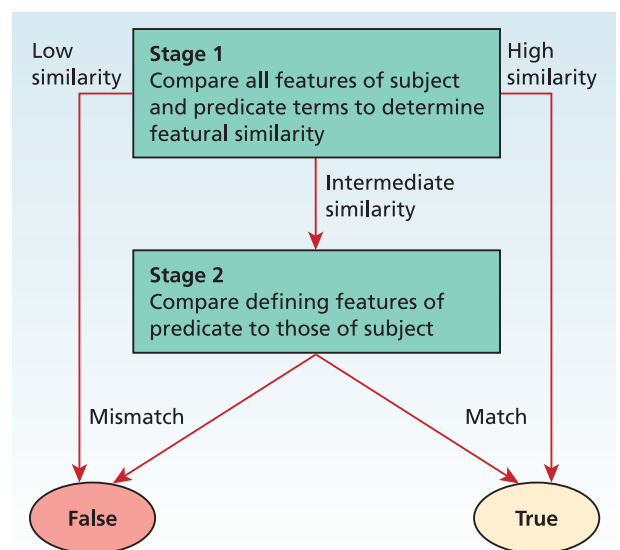 Low
similarity
Stage 1
Compare all features of subject
and predicate terms to determine
featural similarity
High
similarity
Intermediate
similarity
Stage 2
Compare defining features of
predicate to those of subject
Mismatch
Match
False
True